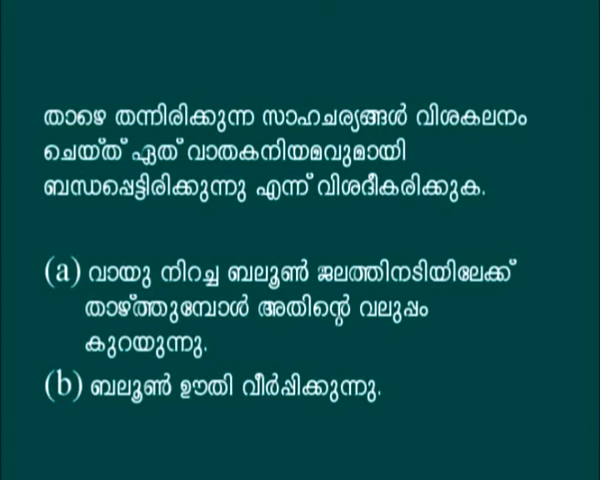 താഴെ തന്നിരിക്കുന്ന സാഹചര്യങ്ങൾ വിശകലനം
ചെയ്ത് ഏത് വാതകനിയമവുമായി
ബന്ധപ്പെട്ടിരിക്കുന്നു എന്ന് വിശദീകരിക്കുക.
(a) വായു നിറച്ച ബലൂൺ ജലത്തിനടിയിലേക്ക്
താഴ്ത്തുമ്പോൾ അതിന്റെ വലുപ്പം
കുറയുന്നു.
(b) ബലൂൺ ഊതി വീർപ്പിക്കുന്നു.